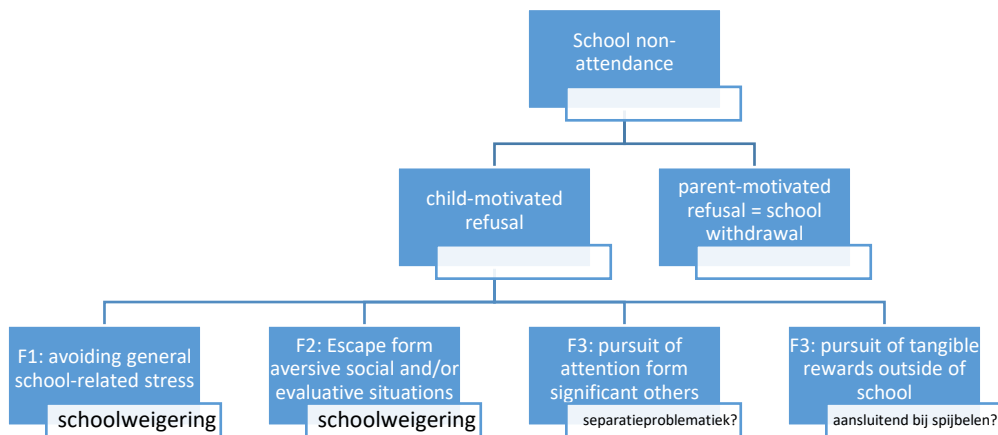 School non-
attendance
child-motivated
refusal
parent-motivated
refusal = school
withdrawal
F1: avoiding general
school-related stress
schoolweigering
F2: Escape form
aversive social and/or
evaluative situations
schoolweigering
F3: pursuit of
attention form
significant others
separatieproblematiek?
F3: pursuit of tangible
rewards outside of
school
aansluitend bij spijbelen?